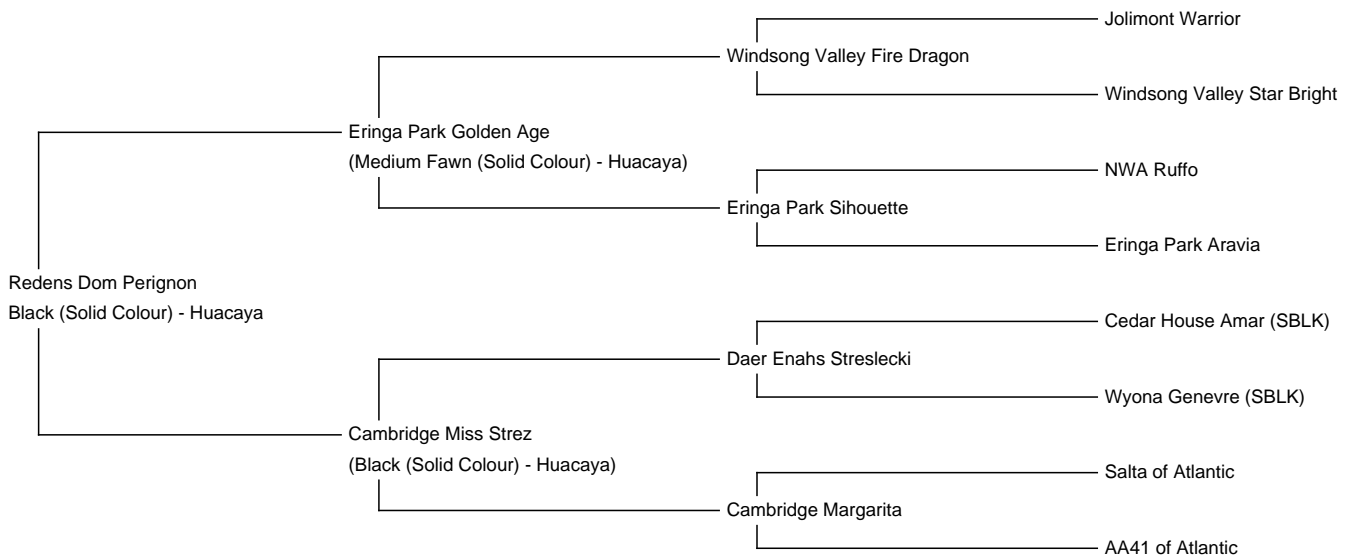 Jolimont Warrior
Windsong Valley Fire Dragon
Windsong Valley Star Bright
Eringa Park Golden Age
(Medium Fawn (Solid Colour) - Huacaya)
NWA Ruffo
Eringa Park Sihouette
Eringa Park Aravia
Redens Dom Perignon
Black (Solid Colour) - Huacaya
Cedar House Amar (SBLK)
Daer Enahs Streslecki
Wyona Genevre (SBLK)
Cambridge Miss Strez
(Black (Solid Colour) - Huacaya)
Salta of Atlantic
Cambridge Margarita
AA41 of Atlantic